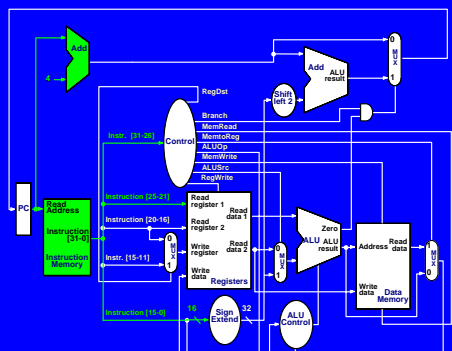 0
M
U
X
1
Add
4
Add
ALU
result
Shift
left 2
RegDst
Branch
MemRead
MemtoReg
ALUOp
MemWrite
ALUSrc
RegWrite
Instr. [31-26]
Control
PC
Read
Address
Instruction
[31-0]
Instruction
Memory
Instruction [25-21]
Instruction [20-16]
Instr. [15-11]
Instruction [15-0]
0
M
U
X
1
Read
register 1
Read
register 2
Write
register
Write
data
Read
data 1
Read
data 2
Registers
0
M
U
X
1
ALU
Zero
ALU
result
Address
Read
data
Write
data
Data
Memory
1
M
U
X
0
16
Sign
Extend
32
ALU
Control